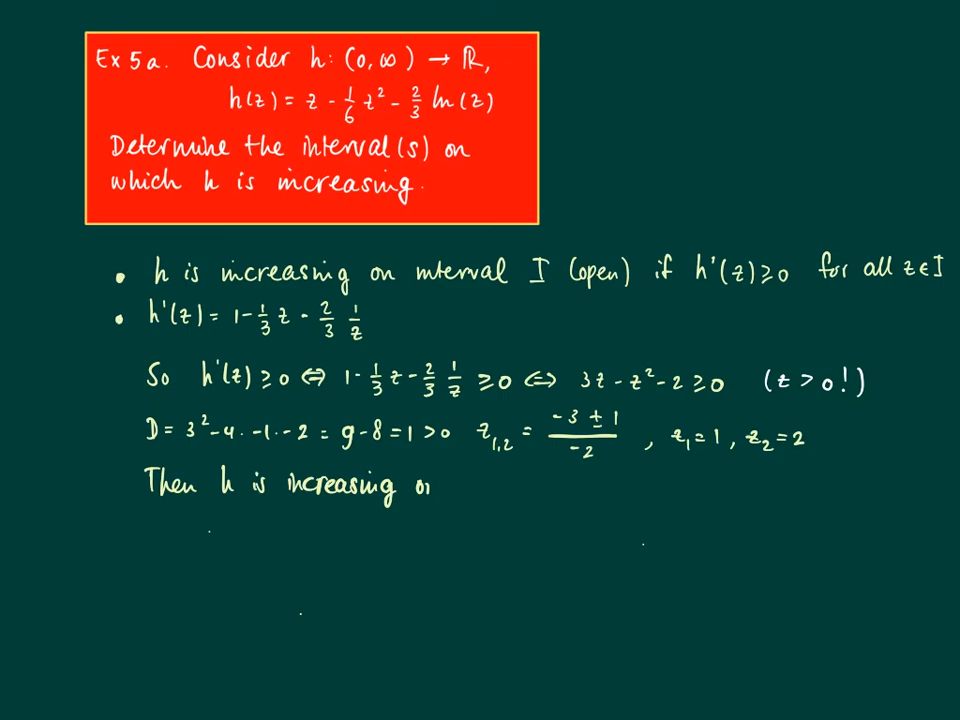 Ex 5a. Consider h: (0,∞) → ℝ,
h(z) = z - 1/6 z² - 2/3 ln(z)
Determine the interval(s) on
which h is increasing.
• h is increasing on interval I (open) if h'(z) ≥ 0 for all z ∈ I
• h'(z) = 1 - 1/3 z - 2/3 1/z
So h'(z) ≥ 0 ⇔ 1 - 1/3 z - 2/3 1/z ≥ 0 ⇔ 3z - z² - 2 ≥ 0 (z > 0!)
D = 3² - 4 · -1 · -2 = 9 - 8 = 1 > 0 z₁,₂ = (-3 ± 1)/-2 , z₁ = 1 , z₂ = 2
Then h is increasing on